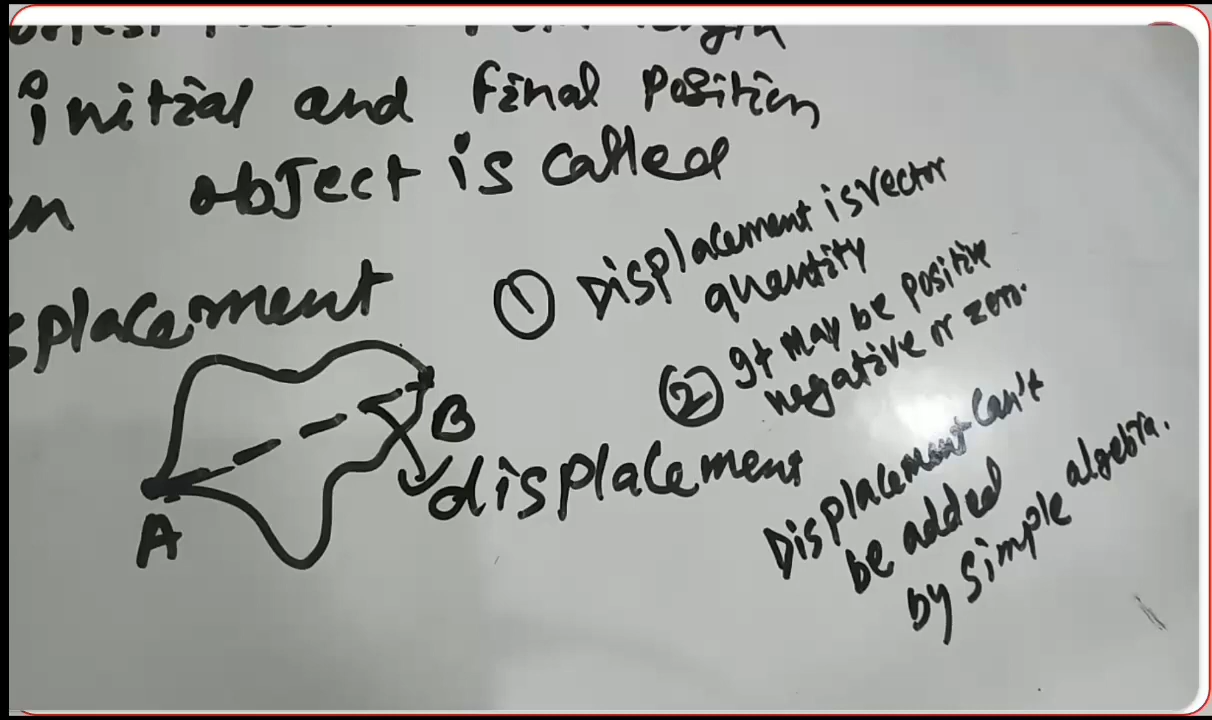 initial and final position
object is called
splacement
① Displacement is vector
quantity
② It may be positive
negative or zero.
A
B
displacement
Displacement can't
be added
by simple algebra.